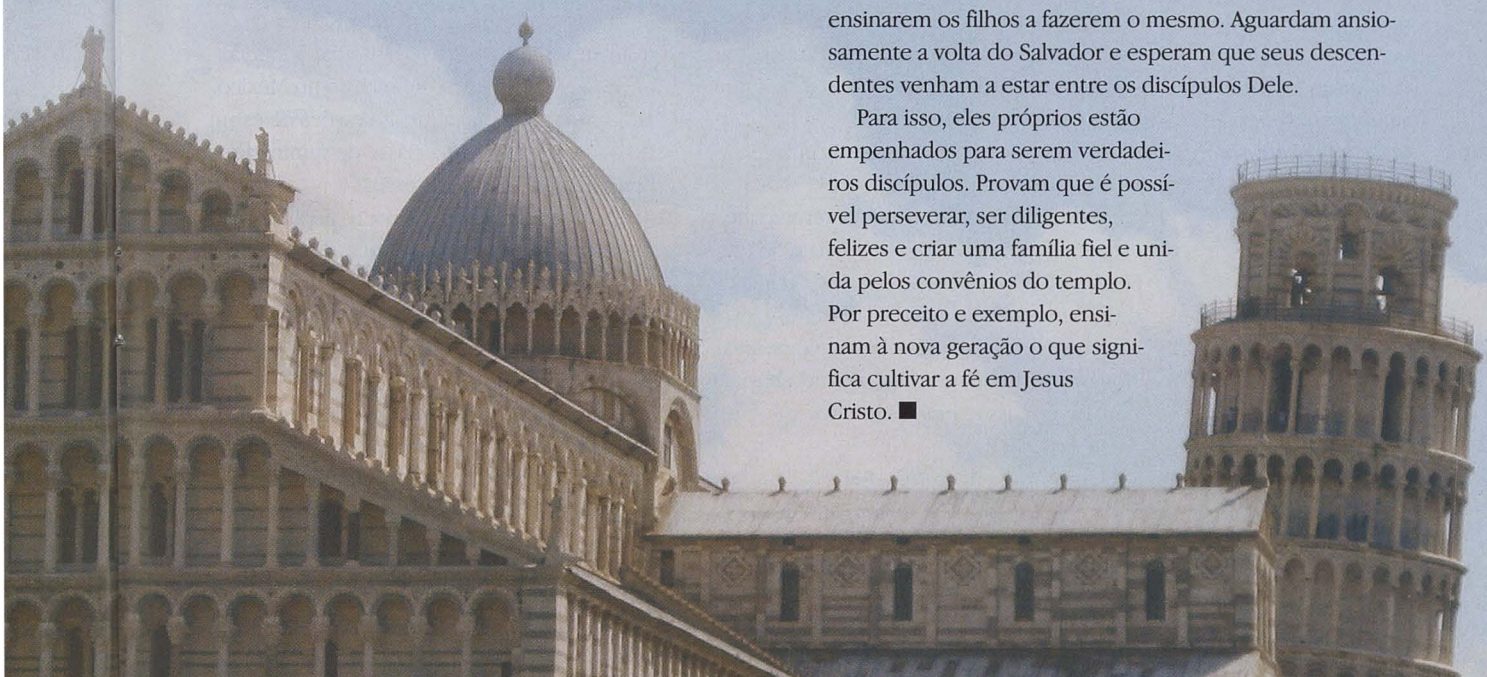 ensinarem os filhos a fazerem o mesmo. Aguardam ansio-
samente a volta do Salvador e esperam que seus descen-
dentes venham a estar entre os discípulos Dele.
Para isso, eles próprios estão
empenhados para serem verdadei-
ros discípulos. Provam que é possí-
vel perseverar, ser diligentes,
felizes e criar uma família fiel e uni-
da pelos convênios do templo.
Por preceito e exemplo, ensi-
nam à nova geração o que signi-
fica cultivar a fé em Jesus
Cristo. ■